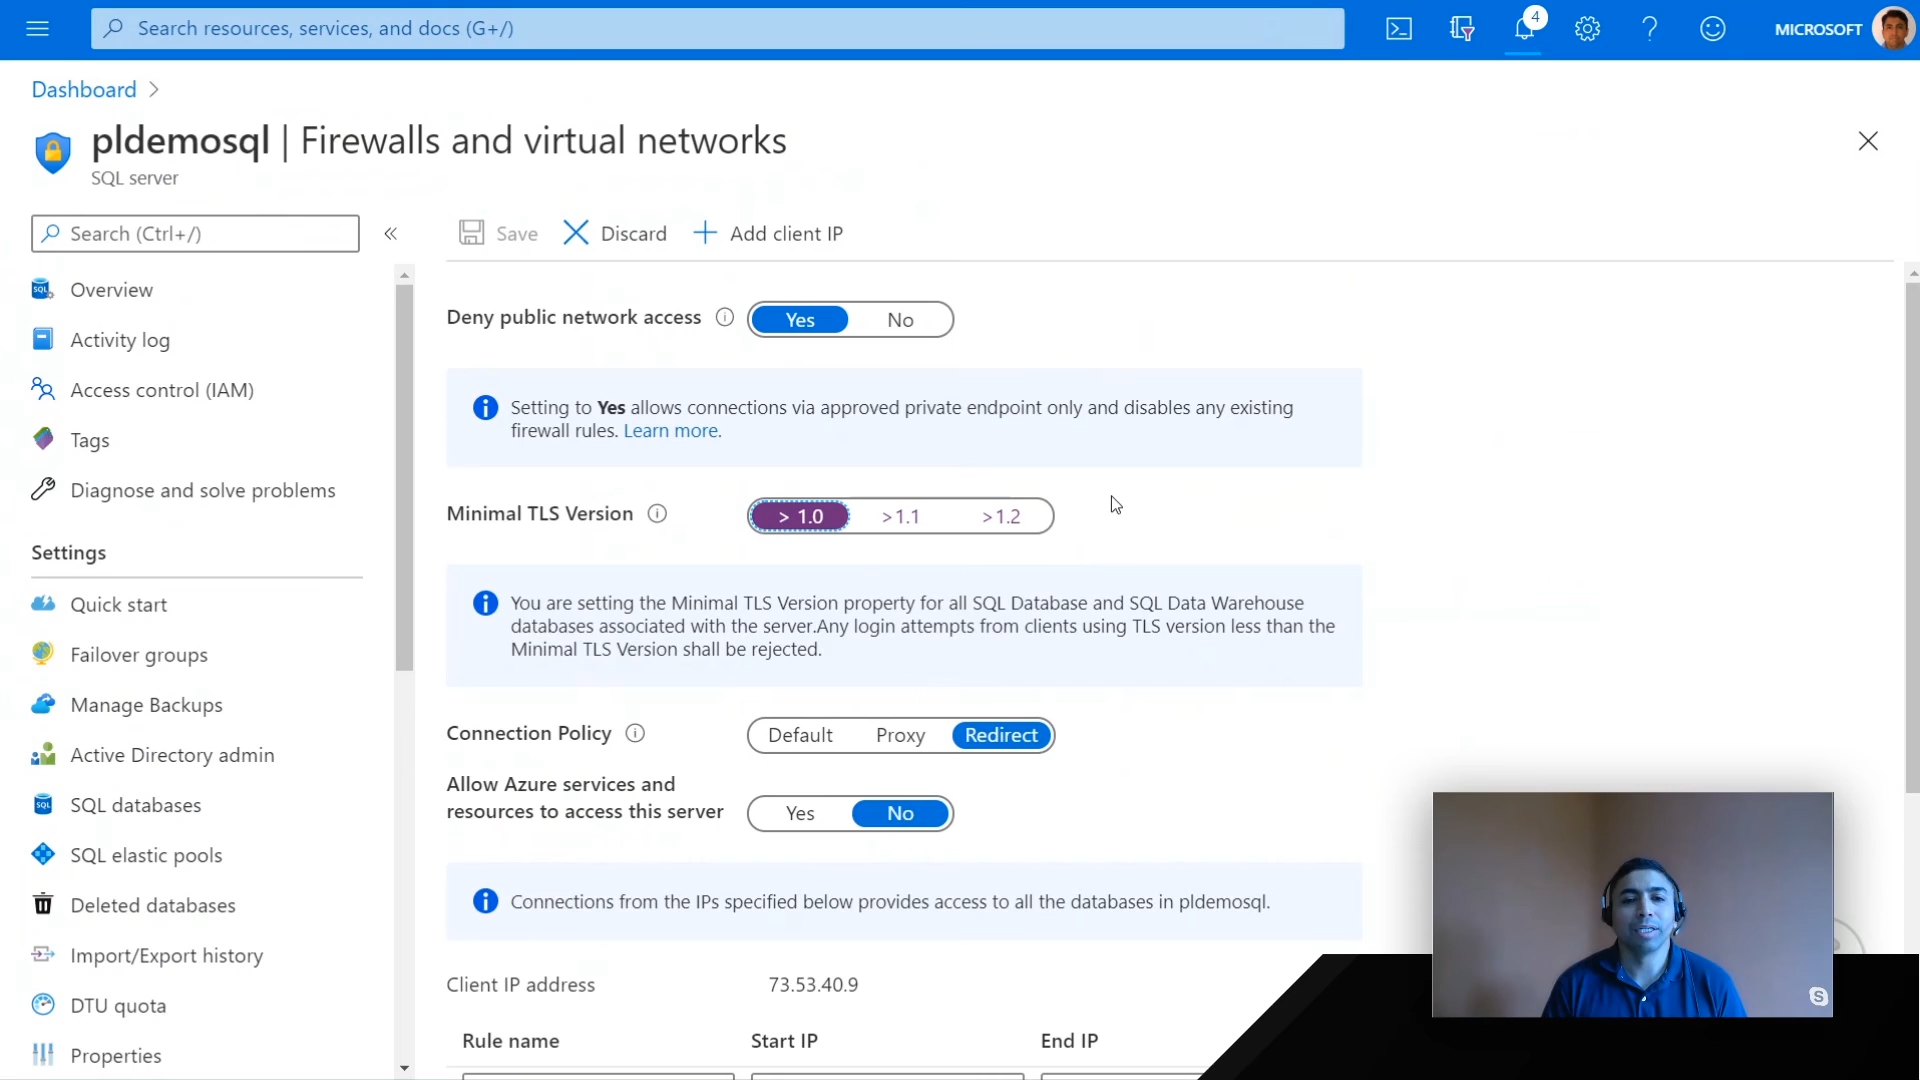 Search resources, services, and docs (G+/)
4
MICROSOFT
Dashboard
pldemosql | Firewalls and virtual networks
SQL server
Search (Ctrl+/)
«
Save
Discard
Add client IP
Overview
Activity log
Access control (IAM)
Tags
Diagnose and solve problems
Settings
Quick start
Failover groups
Manage Backups
Active Directory admin
SQL databases
SQL elastic pools
Deleted databases
Import/Export history
DTU quota
Properties
Deny public network access
Yes No
Setting to Yes allows connections via approved private endpoint only and disables any existing
firewall rules. Learn more.
Minimal TLS Version
> 1.0 >1.1 >1.2
You are setting the Minimal TLS Version property for all SQL Database and SQL Data Warehouse
databases associated with the server.Any login attempts from clients using TLS version less than the
Minimal TLS Version shall be rejected.
Connection Policy
Default Proxy Redirect
Allow Azure services and
resources to access this server
Yes No
Connections from the IPs specified below provides access to all the databases in pldemosql.
Client IP address 73.53.40.9
Rule name Start IP End IP